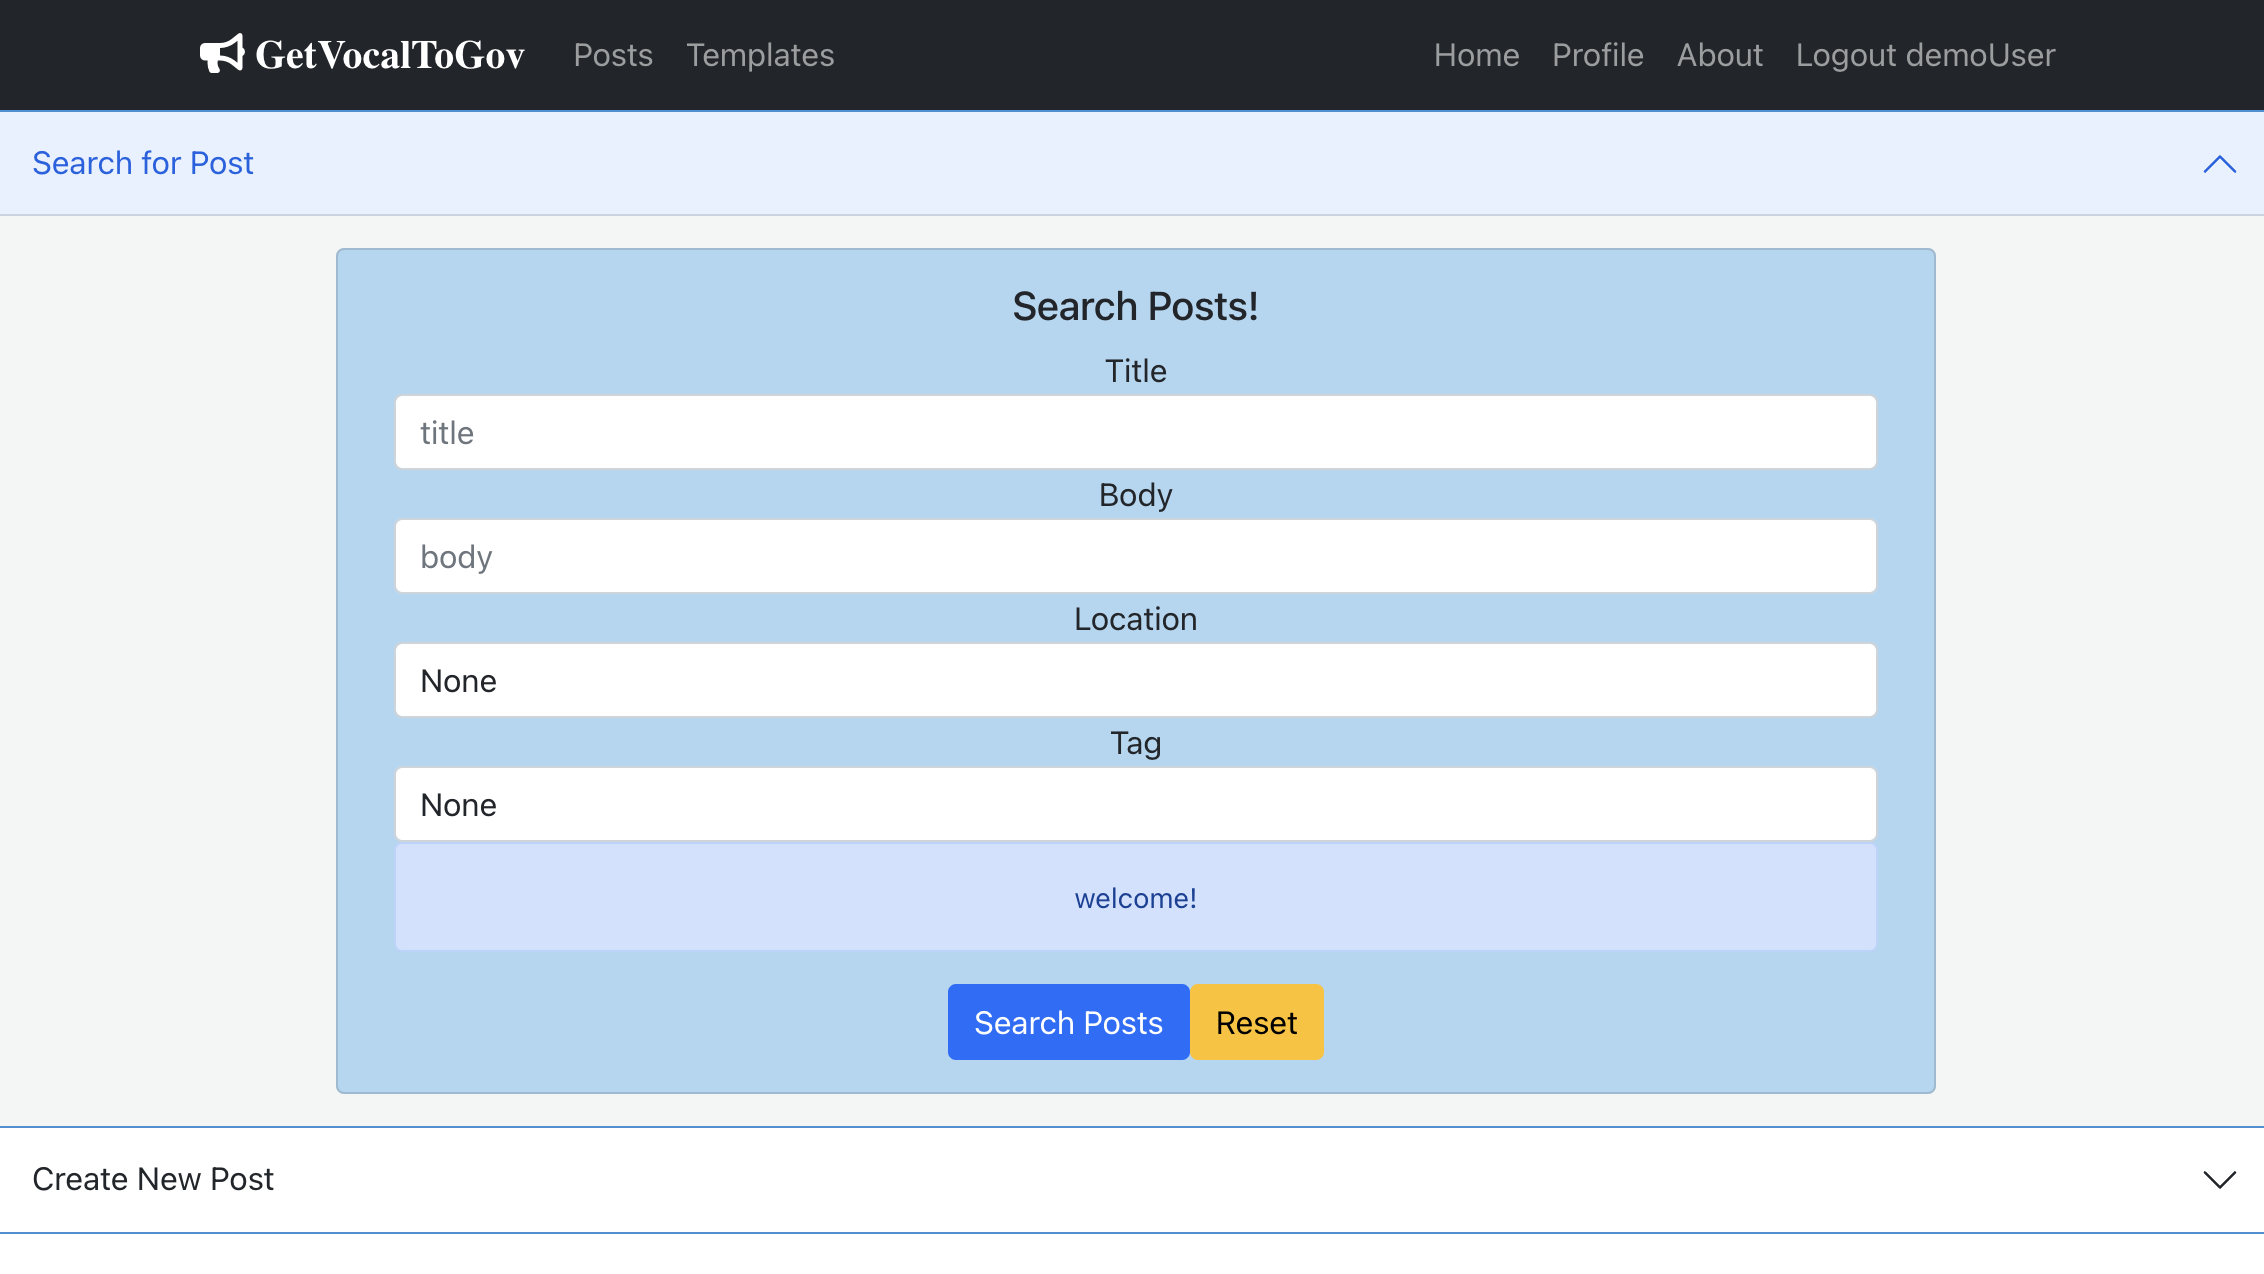 GetVocalToGov Posts Templates Home Profile About Logout demoUser
Search for Post
Search Posts!
Title
title
Body
body
Location
None
Tag
None
welcome!
Search Posts Reset
Create New Post